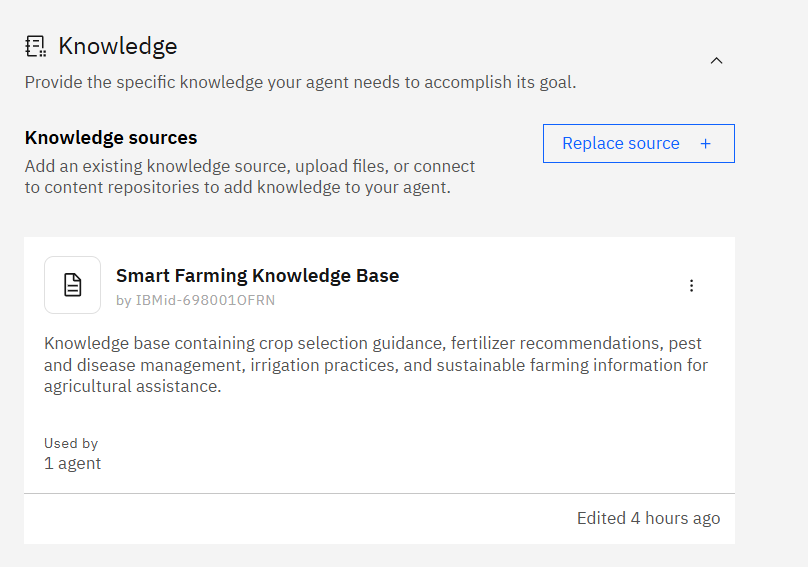 Knowledge
Provide the specific knowledge your agent needs to accomplish its goal.
Knowledge sources
Add an existing knowledge source, upload files, or connect
to content repositories to add knowledge to your agent.
Replace source +
Smart Farming Knowledge Base
by IBMid-698001OFRN
Knowledge base containing crop selection guidance, fertilizer recommendations, pest
and disease management, irrigation practices, and sustainable farming information for
agricultural assistance.
Used by
1 agent
Edited 4 hours ago